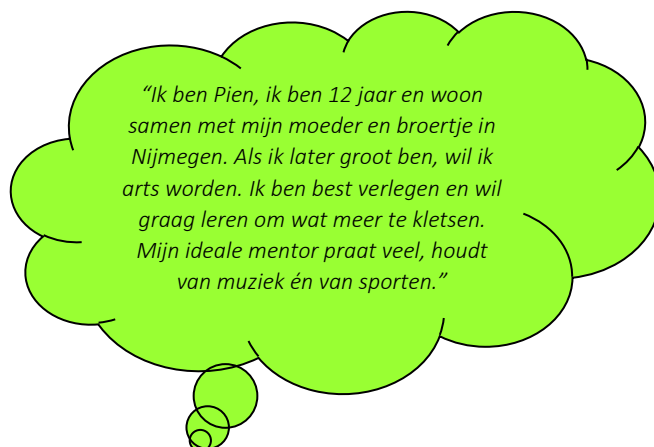 “Ik ben Pien, ik ben 12 jaar en woon
samen met mijn moeder en broertje in
Nijmegen. Als ik later groot ben, wil ik
arts worden. Ik ben best verlegen en wil
graag leren om wat meer te kletsen.
Mijn ideale mentor praat veel, houdt
van muziek én van sporten.”